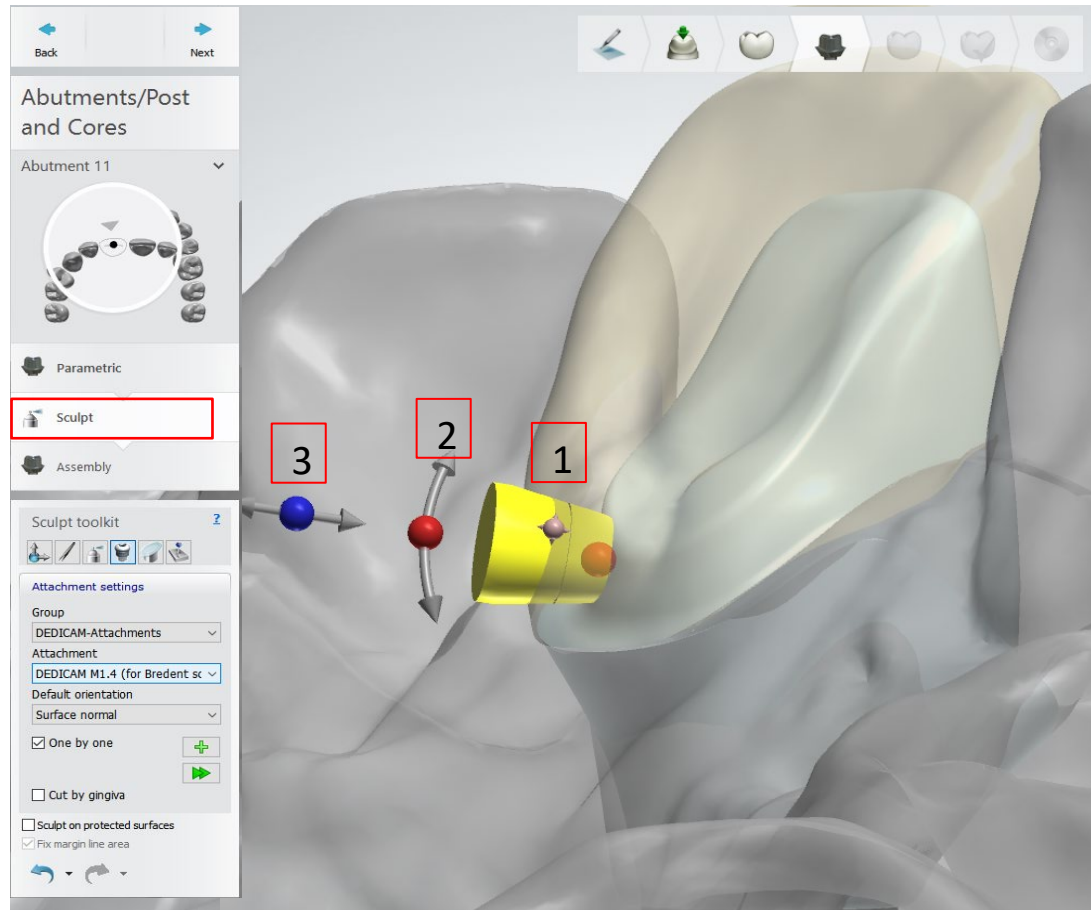 Back
Next
Abutments/Post
and Cores
Abutment 11
Parametric
Sculpt
Assembly
3
2
1
Sculpt toolkit
?
Attachment settings
Group
DEDICAM-Attachments
Attachment
DEDICAM M1.4 (for Bredent sc
Default orientation
Surface normal
One by one
Cut by gingiva
Sculpt on protected surfaces
Fix margin line area